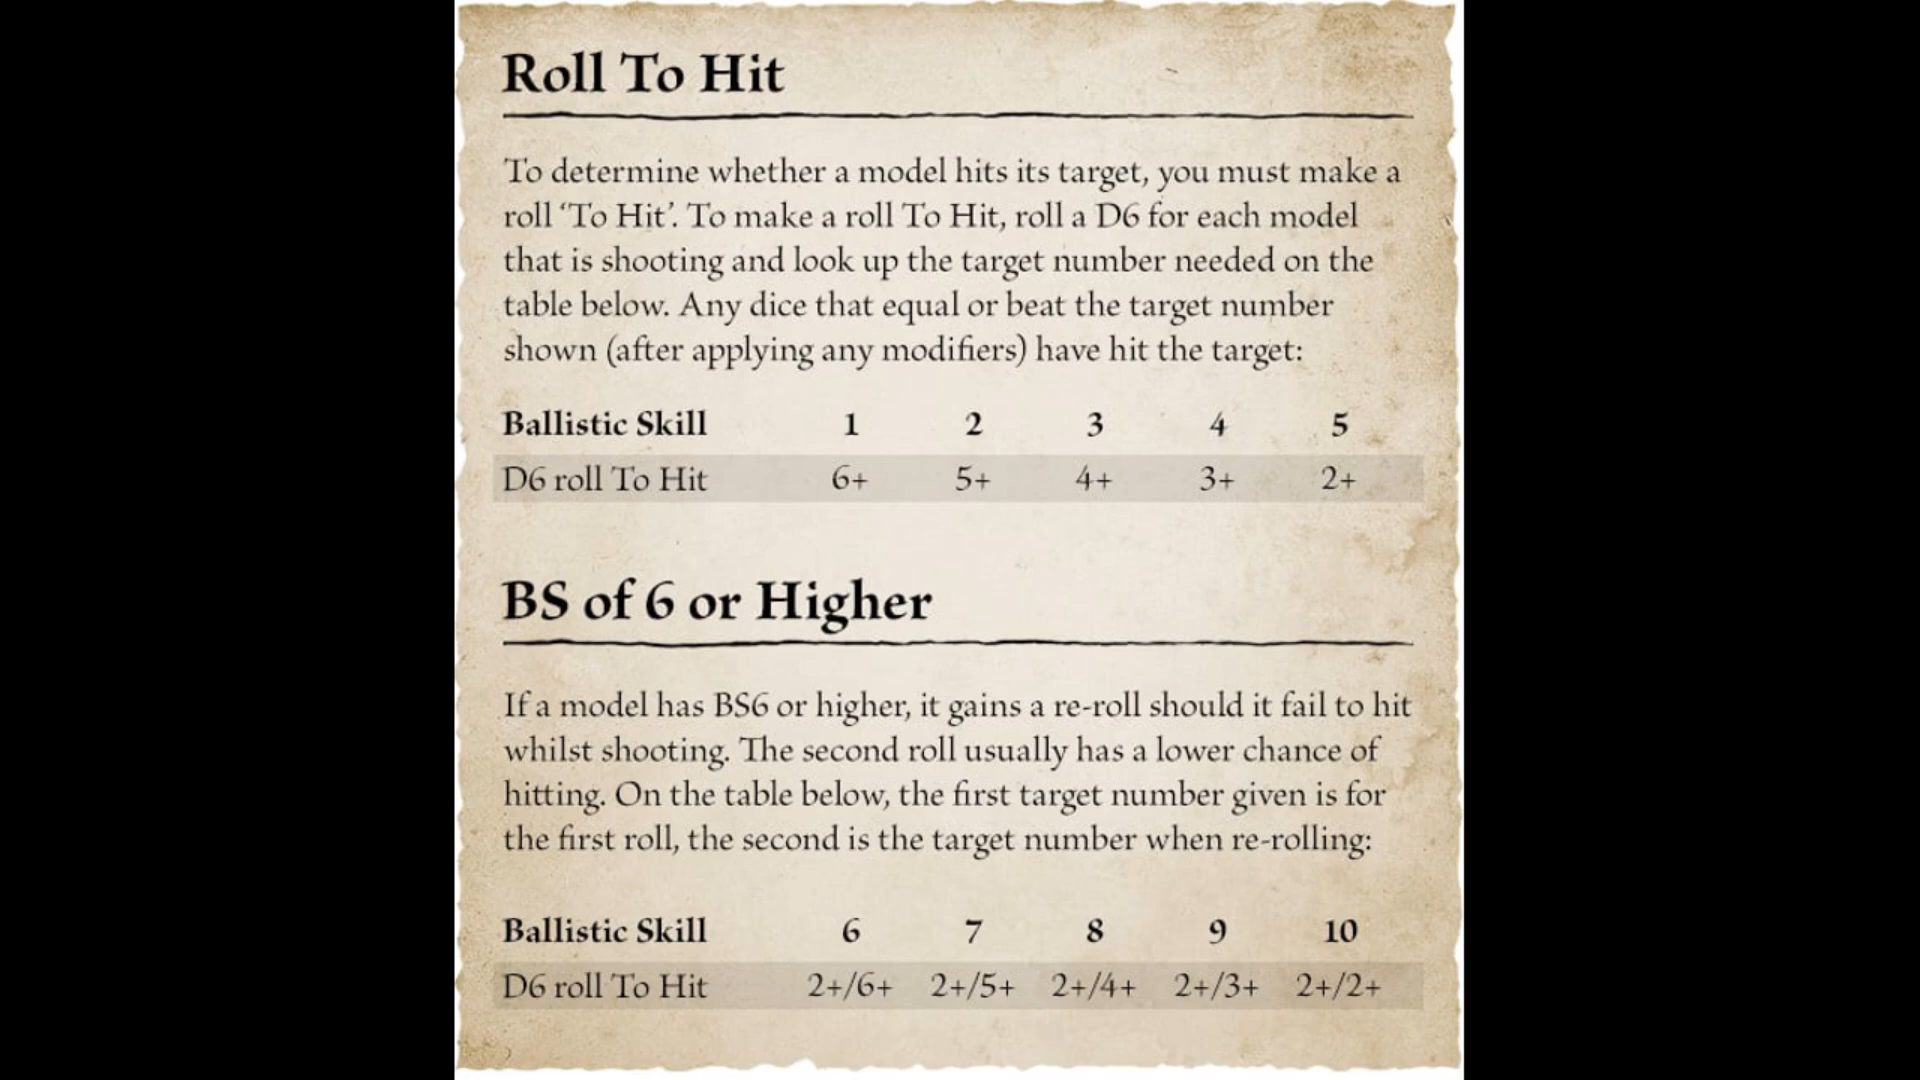 Roll To Hit
To determine whether a model hits its target, you must make a
roll ‘To Hit’. To make a roll To Hit, roll a D6 for each model
that is shooting and look up the target number needed on the
table below. Any dice that equal or beat the target number
shown (after applying any modifiers) have hit the target:
Ballistic Skill 1 2 3 4 5
D6 roll To Hit 6+ 5+ 4+ 3+ 2+
BS of 6 or Higher
If a model has BS6 or higher, it gains a re-roll should it fail to hit
whilst shooting. The second roll usually has a lower chance of
hitting. On the table below, the first target number given is for
the first roll, the second is the target number when re-rolling:
Ballistic Skill 6 7 8 9 10
D6 roll To Hit 2+/6+ 2+/5+ 2+/4+ 2+/3+ 2+/2+